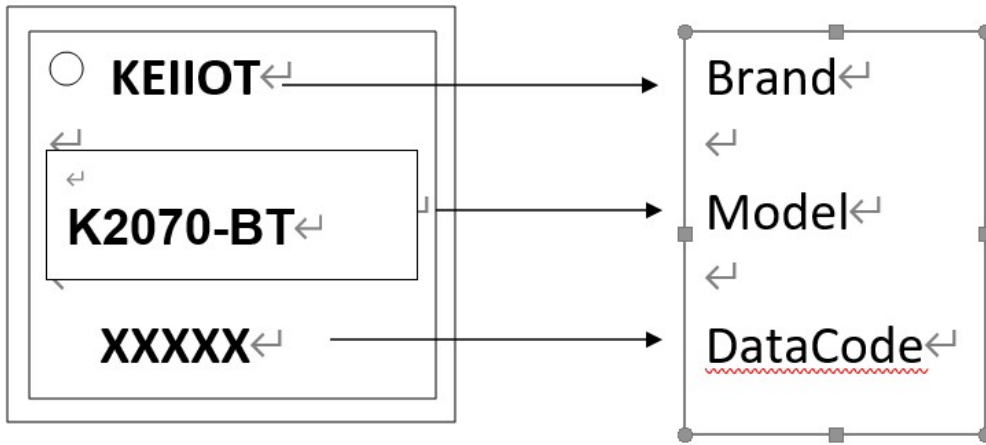 KEIIOT
K2070-BT
XXXXX
Brand
Model
DataCode